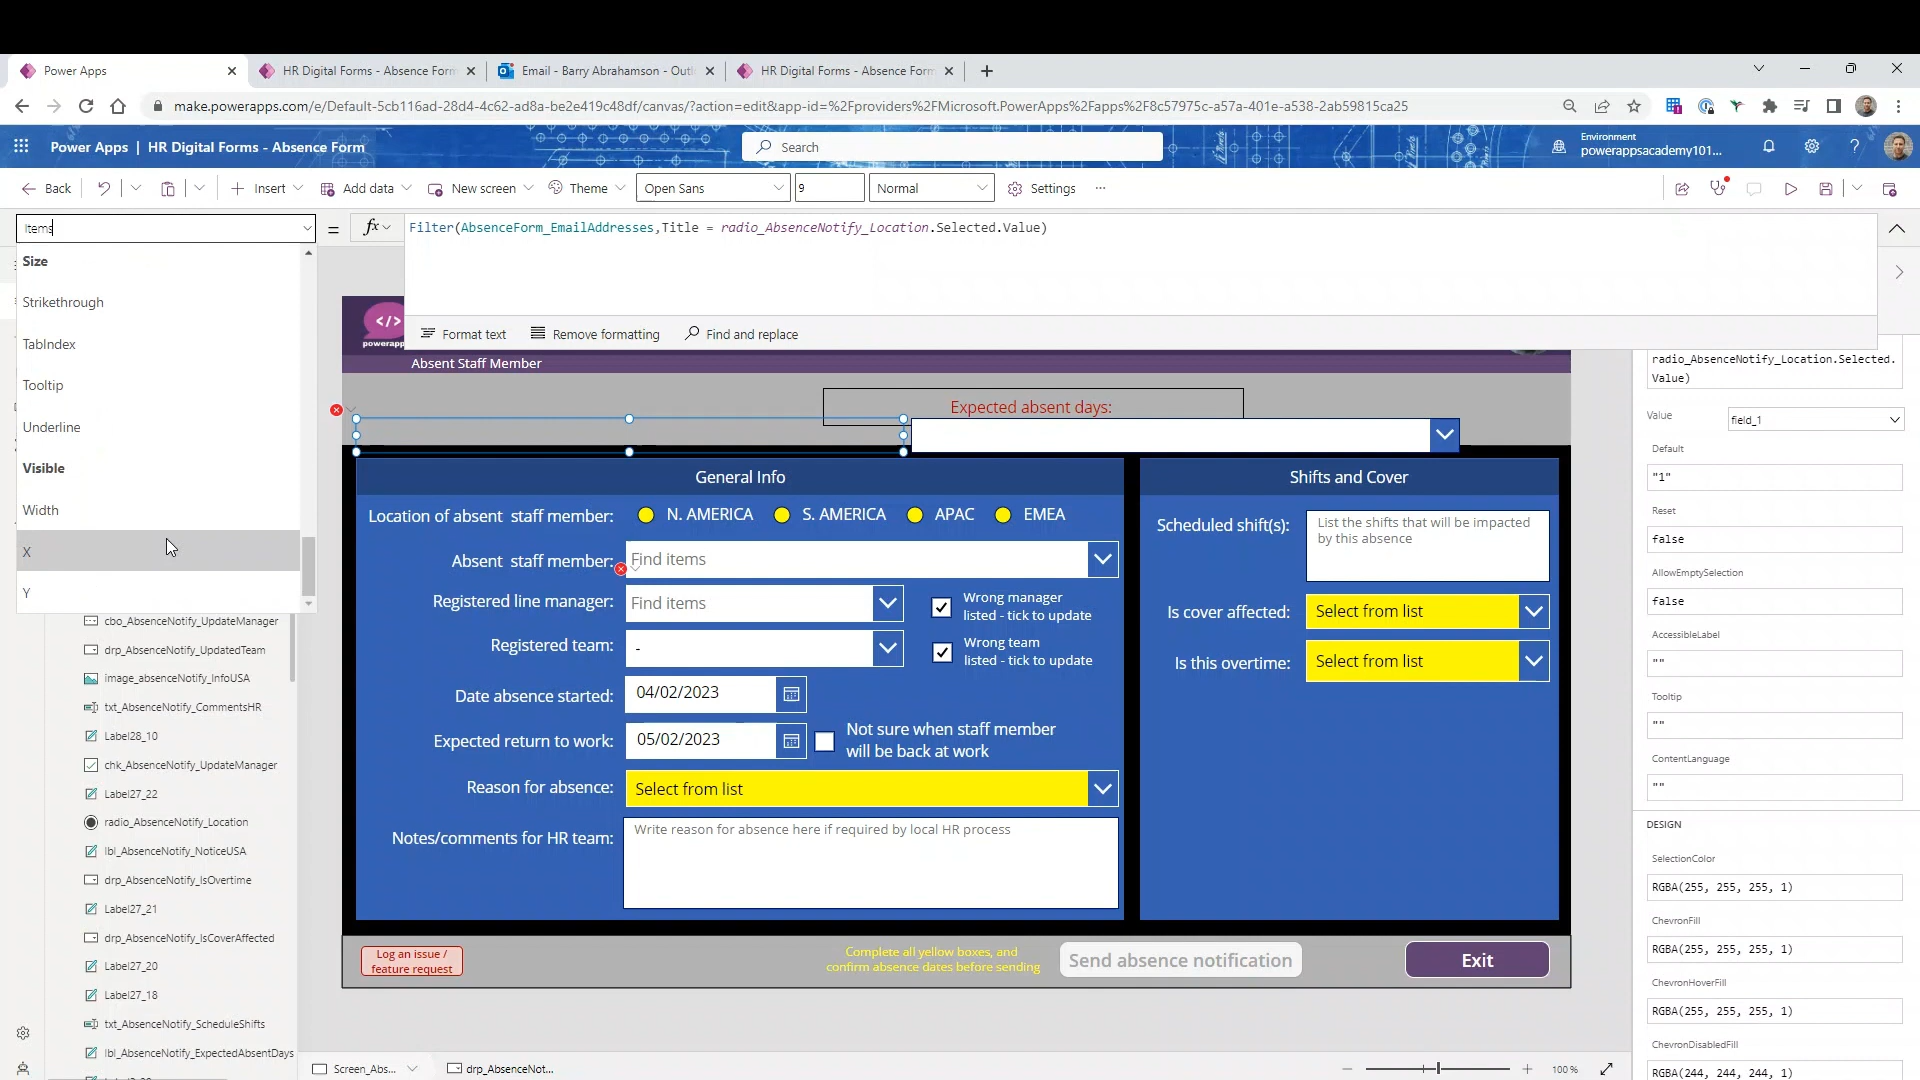 Power Apps
HR Digital Forms - Absence Form
Email - Barry Abrahamson - Outl
HR Digital Forms - Absence Form
make.powerapps.com/e/Default-5cb116ad-28d4-4c62-ad8a-be2e419c48df/canvas/?action=edit&app-id=%2Fproviders%2FMicrosoft.PowerApps%2Fapps%2F8c57975c-a57a-401e-a538-2ab59815ca25
Power Apps | HR Digital Forms - Absence Form
Search
Environment
powerappsacademy101...
Back
Insert
Add data
New screen
Theme
Open Sans
9
Normal
Settings
Items
=
fx
Filter(AbsenceForm_EmailAddresses,Title = radio_AbsenceNotify_Location.Selected.Value)
Format text
Remove formatting
Find and replace
Size
Strikethrough
TabIndex
Tooltip
Underline
Visible
Width
X
Y
cbo_AbsenceNotify_UpdateManager
drp_AbsenceNotify_UpdatedTeam
image_absenceNotify_InfoUSA
txt_AbsenceNotify_CommentsHR
Label28_10
chk_AbsenceNotify_UpdateManager
Label27_22
radio_AbsenceNotify_Location
lbl_AbsenceNotify_NoticeUSA
drp_AbsenceNotify_IsOvertime
Label27_21
drp_AbsenceNotify_IsCoverAffected
Label27_20
Label27_18
txt_AbsenceNotify_ScheduleShifts
lbl_AbsenceNotify_ExpectedAbsentDays
</>
powerapp
Absent Staff Member
Expected absent days:
General Info
Location of absent staff member:
N. AMERICA
S. AMERICA
APAC
EMEA
Absent staff member:
Find items
Registered line manager:
Find items
Wrong manager
listed - tick to update
Registered team:
-
Wrong team
listed - tick to update
Date absence started:
04/02/2023
Expected return to work:
05/02/2023
Not sure when staff member
will be back at work
Reason for absence:
Select from list
Notes/comments for HR team:
Write reason for absence here if required by local HR process
Shifts and Cover
Scheduled shift(s):
List the shifts that will be impacted
by this absence
Is cover affected:
Select from list
Is this overtime:
Select from list
Log an issue /
feature request
Complete all yellow boxes, and
confirm absence dates before sending
Send absence notification
Exit
radio_AbsenceNotify_Location.Selected.
Value)
Value
field_1
Default
"1"
Reset
false
AllowEmptySelection
false
AccessibleLabel
""
Tooltip
""
ContentLanguage
""
DESIGN
SelectionColor
RGBA(255, 255, 255, 1)
ChevronFill
RGBA(255, 255, 255, 1)
ChevronHoverFill
RGBA(255, 255, 255, 1)
ChevronDisabledFill
RGBA(244, 244, 244, 1)
Screen_Abs...
drp_AbsenceNot...
100 %